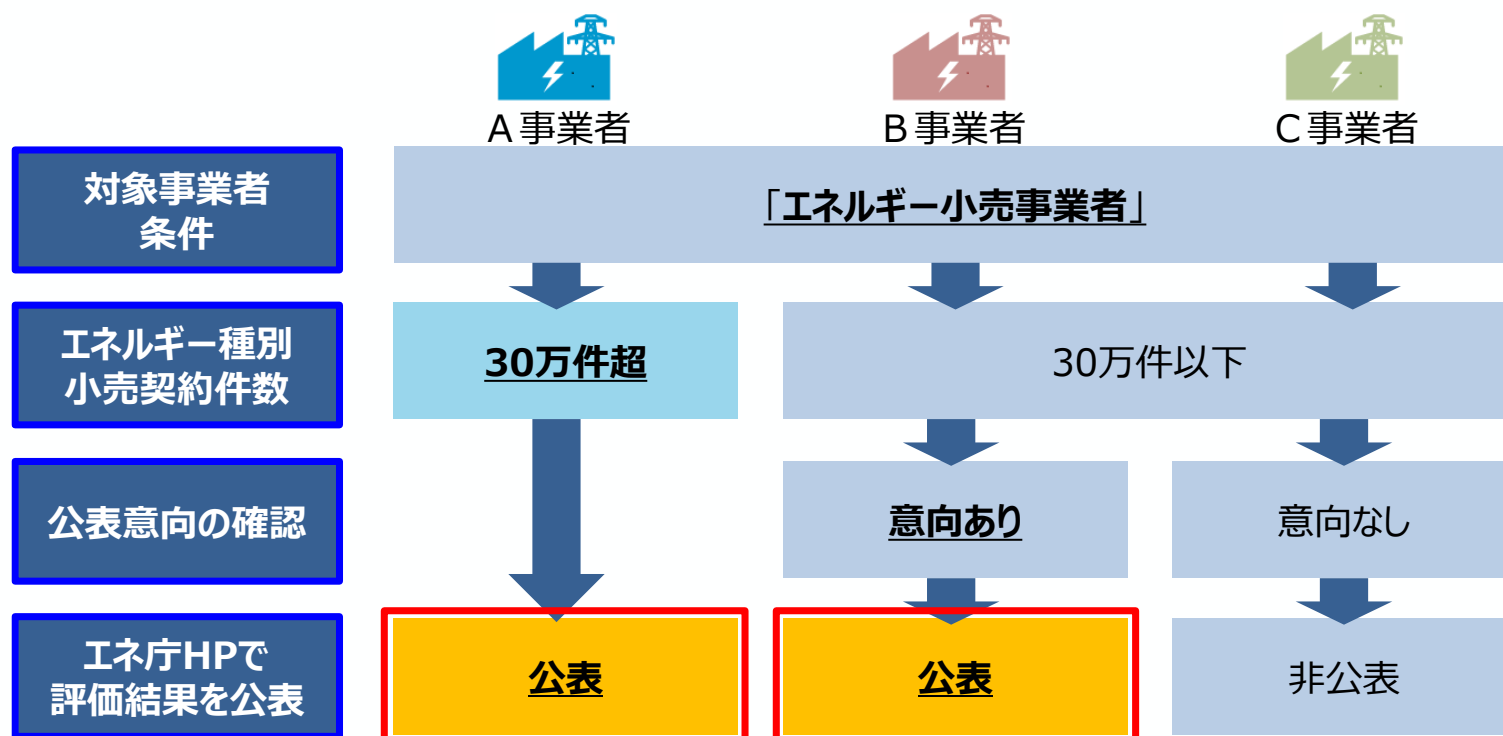 A事業者
B事業者
C事業者
対象事業者
条件
「エネルギー小売事業者」
エネルギー種別
小売契約件数
30万件超
30万件以下
公表意向の確認
意向あり
意向なし
エネ庁HPで
評価結果を公表
公表
公表
非公表